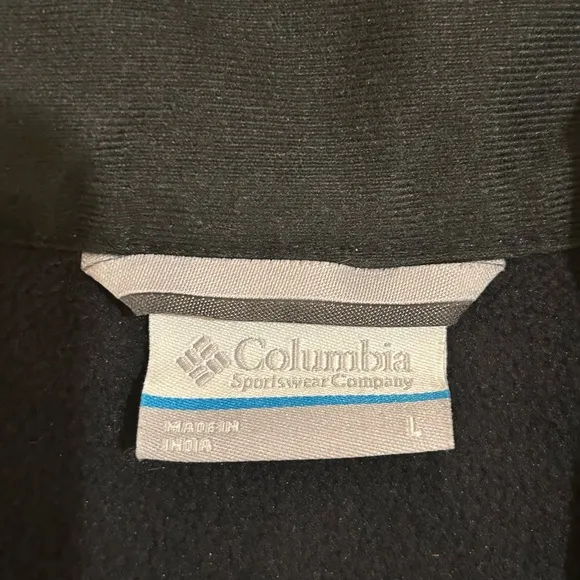 Columbia
Sportswear Company
MADE IN L
INDIA